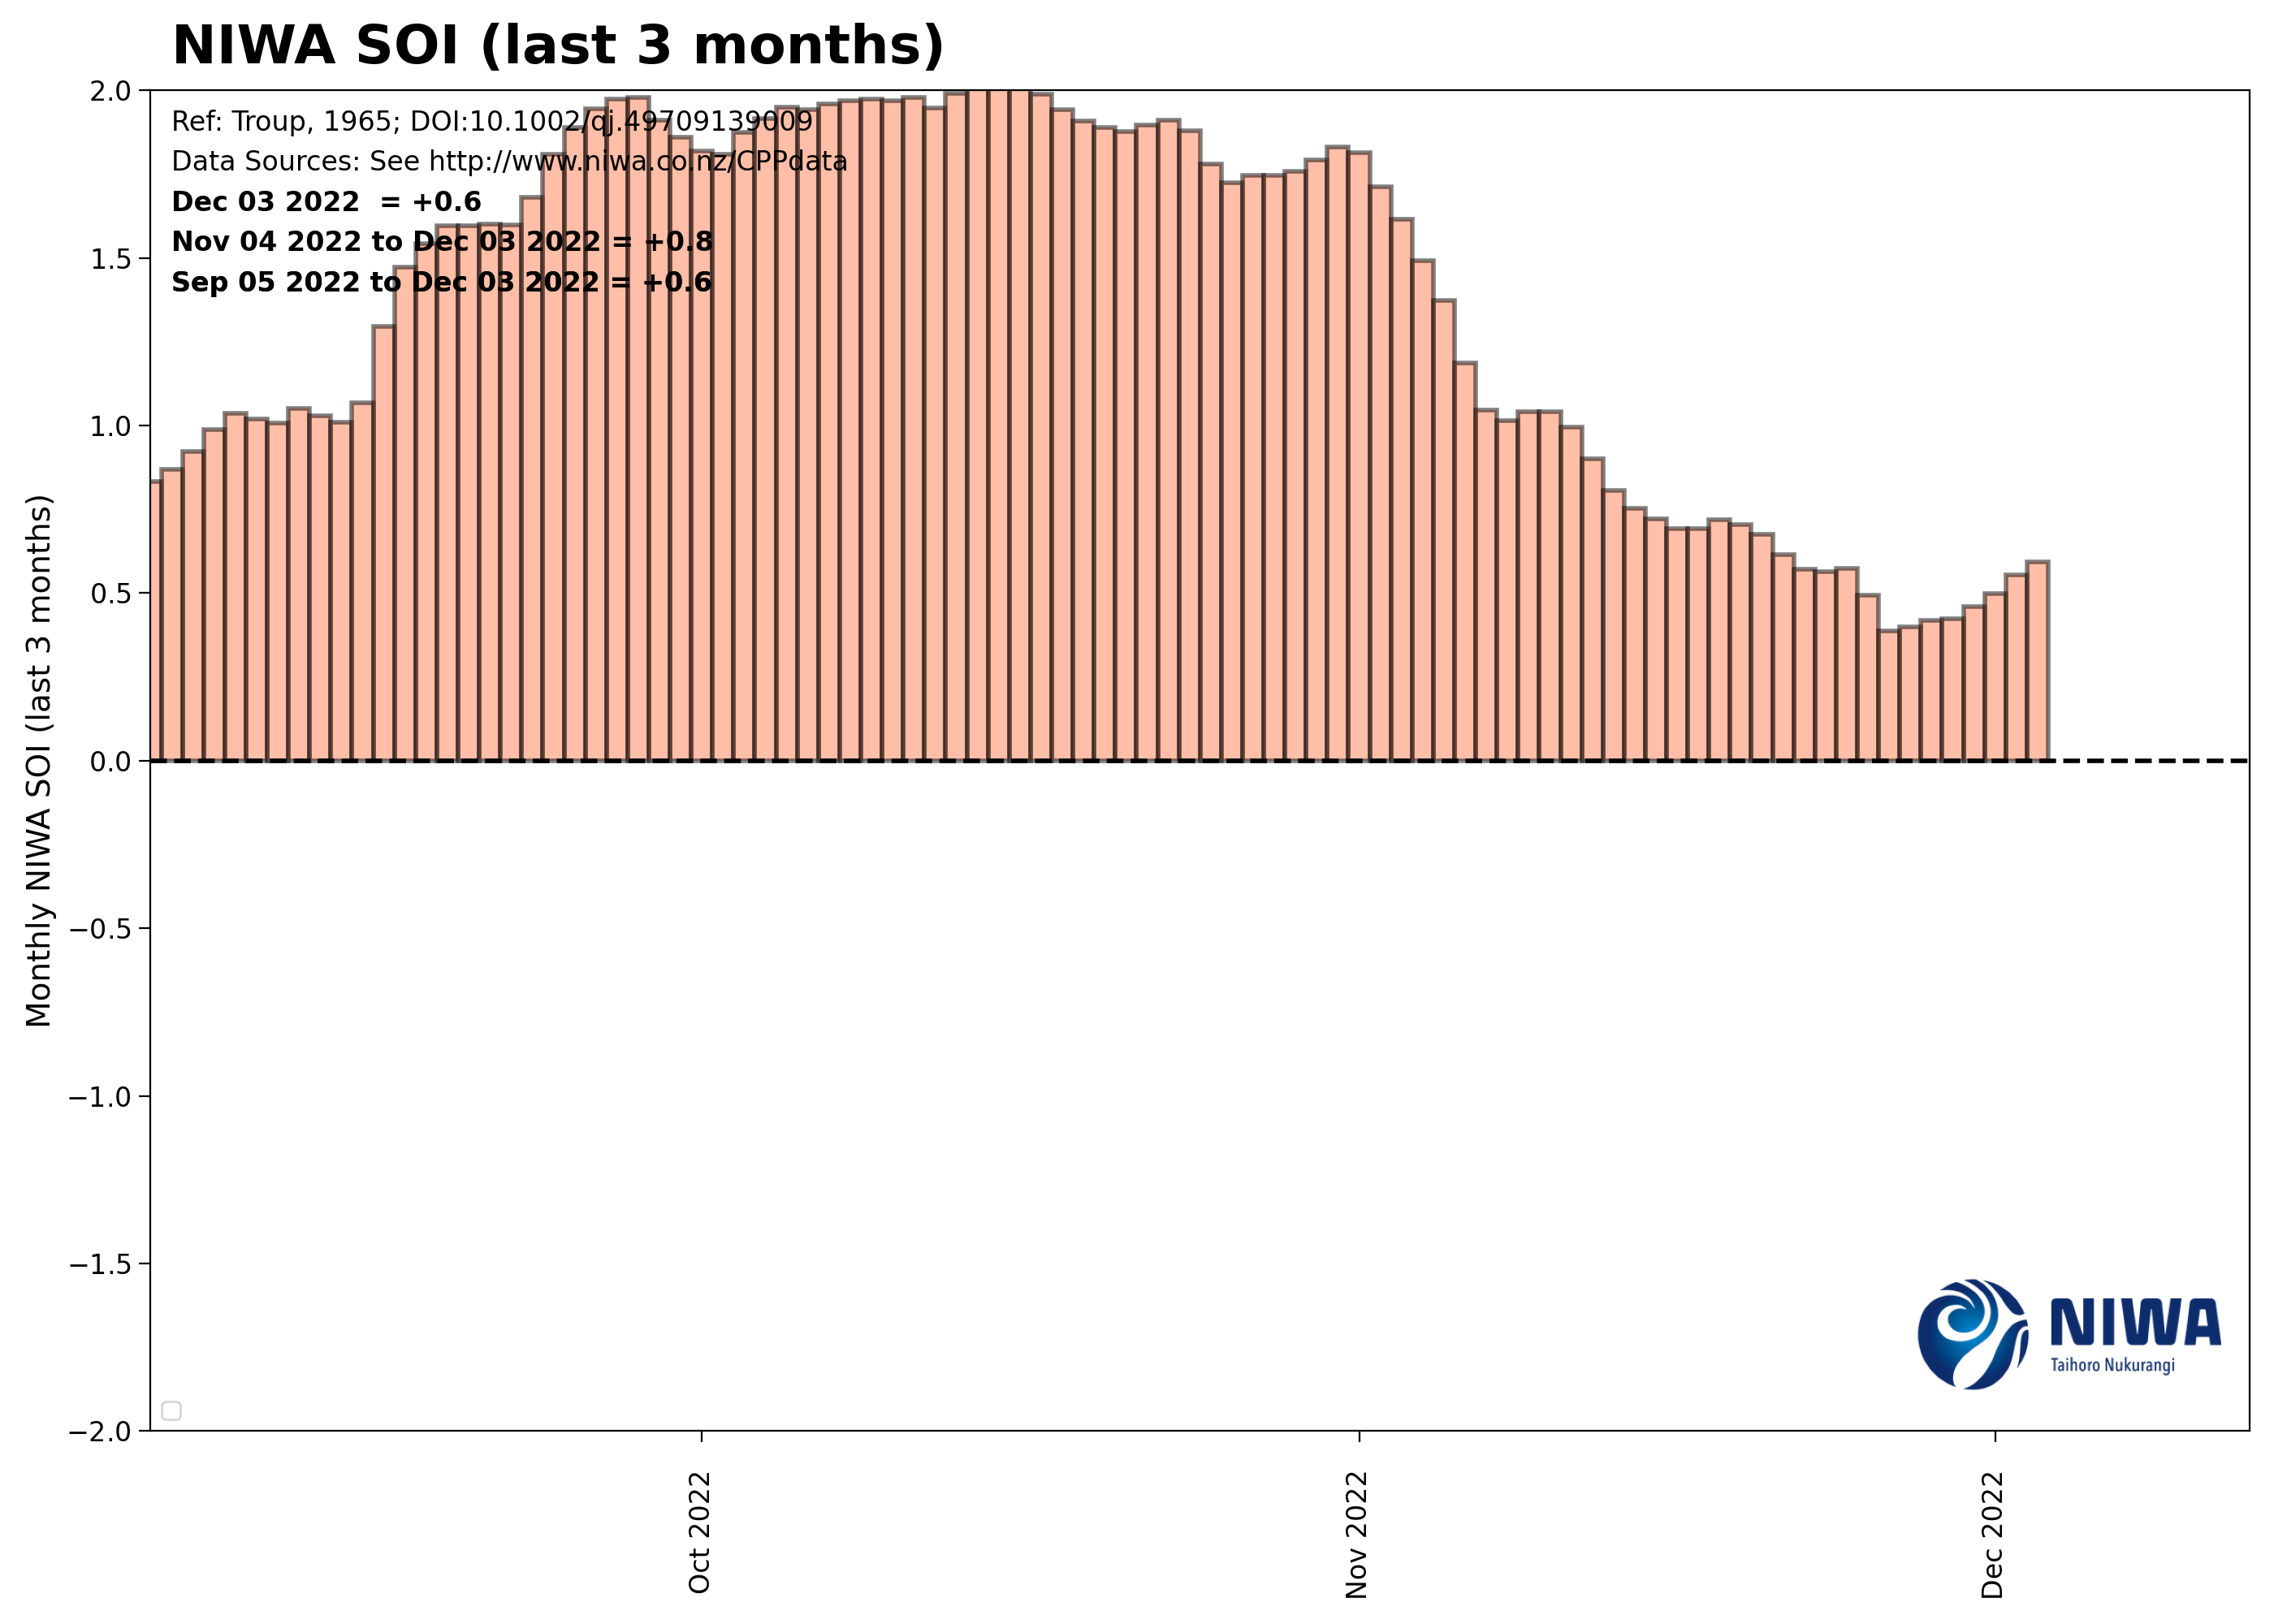 NIWA SOI (last 3 months)
Ref: Troup, 1965; DOI:10.1002/qj.49709139009
Data Sources: See http://www.niwa.co.nz/CPPdata
Dec 03 2022  = +0.6
Nov 04 2022 to Dec 03 2022 = +0.8
Sep 05 2022 to Dec 03 2022 = +0.6
Monthly NIWA SOI (last 3 months)
2.0
1.5
1.0
0.5
0.0
−0.5
−1.0
−1.5
−2.0
Oct 2022
Nov 2022
Dec 2022
NIWA
Taihoro Nukurangi